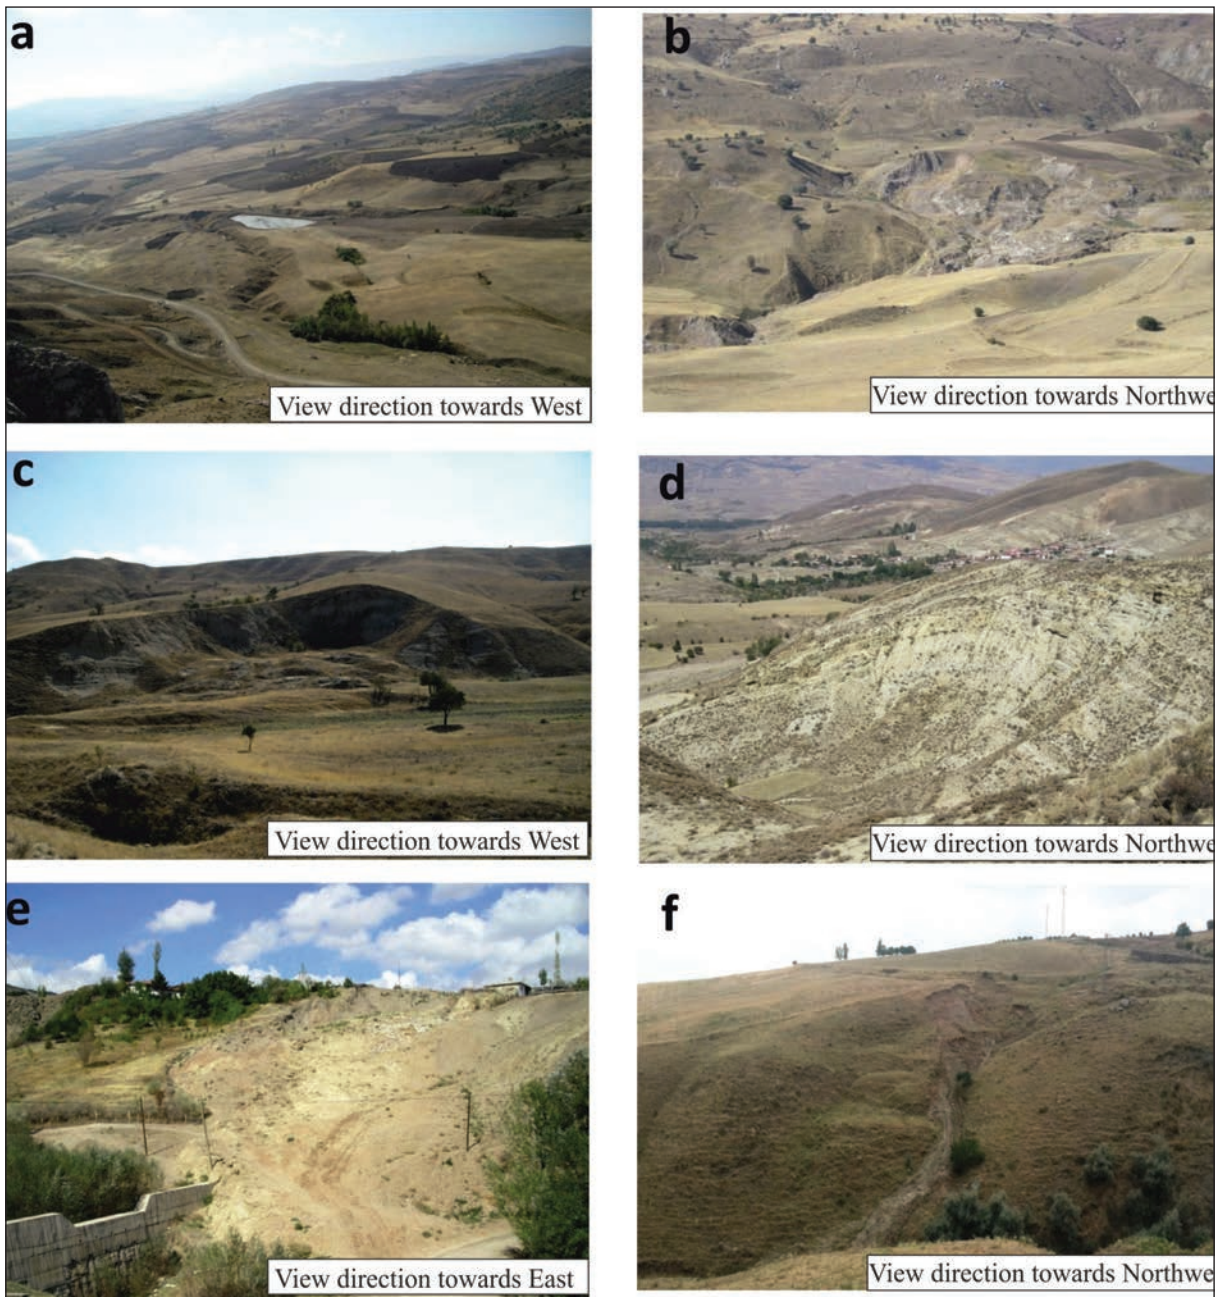 a
b
View direction towards West
View direction towards Northwe
c
d
View direction towards West
View direction towards Northwe
e
f
View direction towards East
View direction towards Northwe